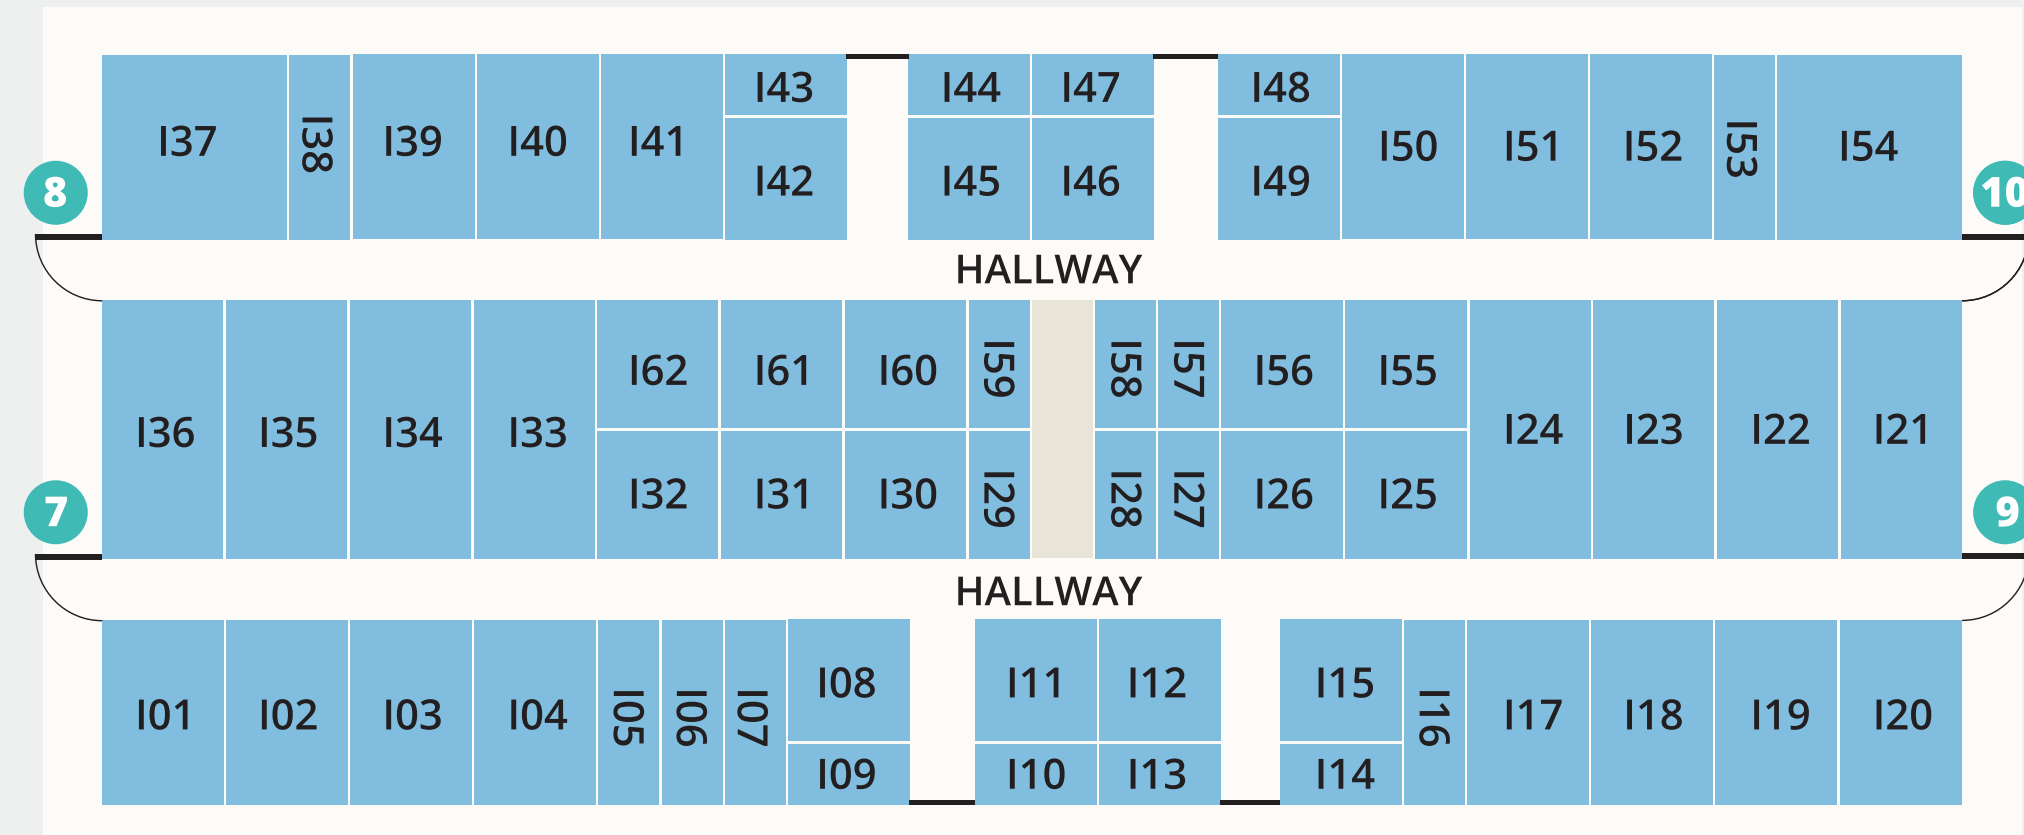 I43 I44 I47 I48
I37 I38 I39 I40 I41 I50 I51 I52 I53 I54
I42 I45 I46 I49
8 10
HALLWAY
I62 I61 I60 I59 I58 I57 I56 I55
I36 I35 I34 I33 I24 I23 I22 I21
I32 I31 I30 I29 I28 I27 I26 I25
7 9
HALLWAY
I08 I11 I12 I15
I01 I02 I03 I04 I05 I06 I07 I16 I17 I18 I19 I20
I09 I10 I13 I14